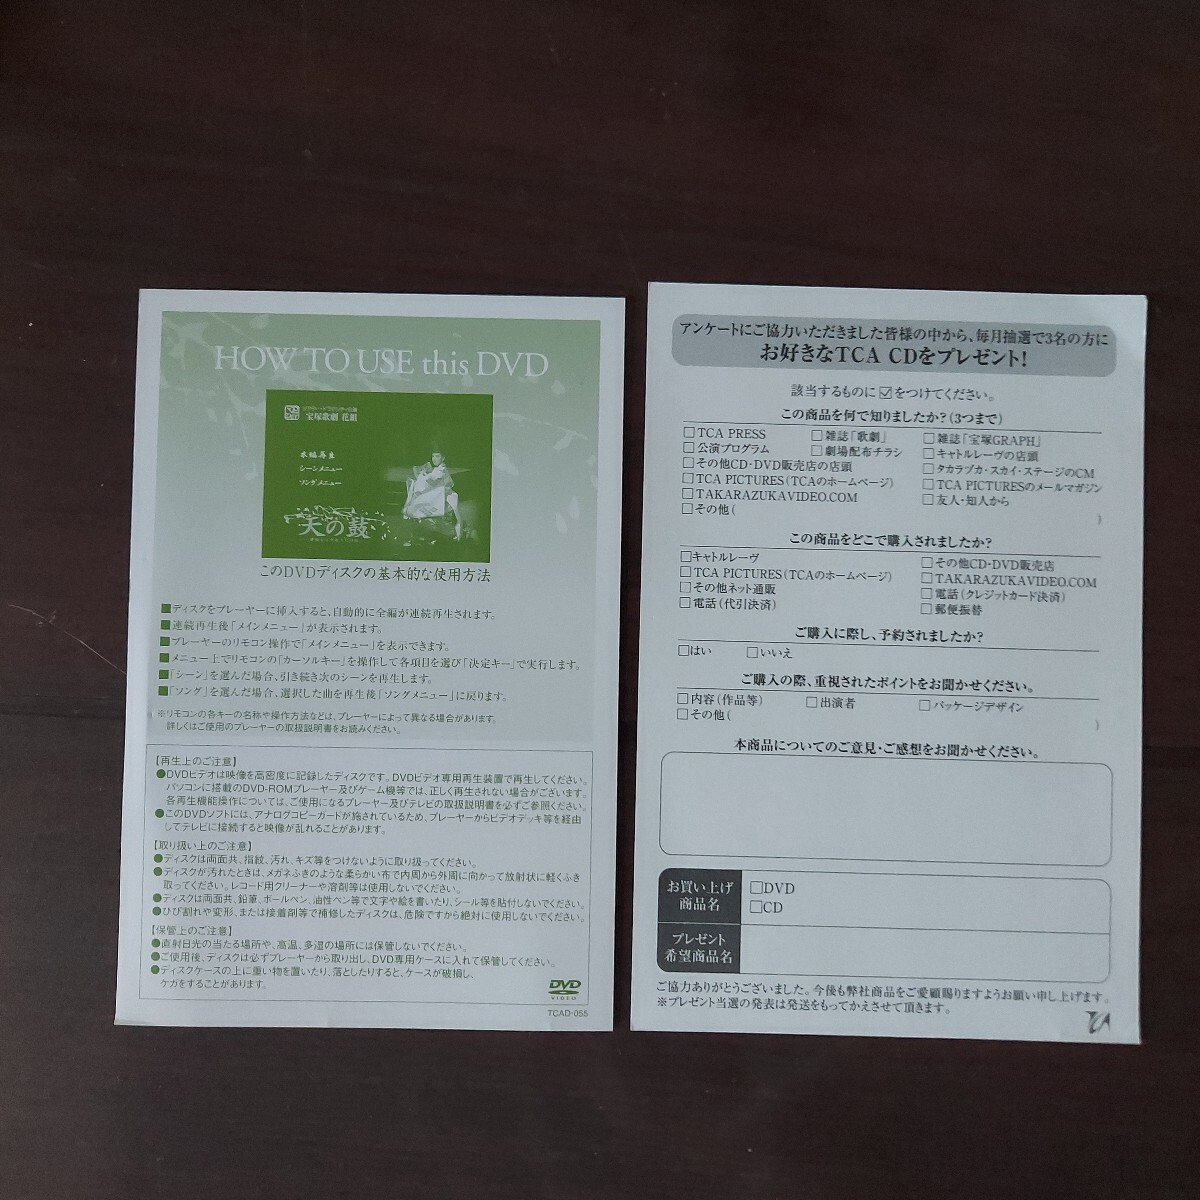 HOW TO USE this DVD
宝塚歌劇 花組
本編再生
シーンメニュー
ソングメニュー
天の鼓
このDVDディスクの基本的な使用方法
■ディスクをプレーヤーに挿入すると、自動的に全編が連続再生されます。
■連続再生後「メインメニュー」が表示されます。
■プレーヤーのリモコン操作で「メインメニュー」を表示できます。
■メニュー上でリモコンの「カーソルキー」を操作して各項目を選び「決定キー」で実行します。
■「シーン」を選んだ場合、引き続き次のシーンを再生します。
■「ソング」を選んだ場合、選択した曲を再生後「ソングメニュー」に戻ります。
※リモコンの各キーの名称や操作方法などは、プレーヤーによって異なる場合があります。
詳しくはご使用のプレーヤーの取扱説明書をお読みください。
【再生上のご注意】
●DVDビデオは映像を高密度に記録したディスクです。DVDビデオ専用再生装置で再生してください。
パソコンに搭載のDVD-ROMプレーヤー及びゲーム機等では、正しく再生されない場合がございます。
各再生機能操作については、ご使用になるプレーヤー及びテレビの取扱説明書を必ずご参照ください。
●このDVDソフトには、アナログコピーガードが施されているため、プレーヤーからビデオデッキ等を経由
してテレビに接続すると映像が乱れることがあります。
【取り扱い上のご注意】
●ディスクは両面共、指紋、汚れ、キズ等をつけないように取り扱ってください。
●ディスクが汚れたときは、メガネふきのような柔らかい布で内周から外周に向かって放射状に軽くふき
取ってください。レコード用クリーナーや溶剤等は使用しないでください。
●ディスクは両面共、鉛筆、ボールペン、油性ペン等で文字や絵を書いたり、シール等を貼付しないでください。
●ひび割れや変形、または接着剤等で補修したディスクは、危険ですから絶対に使用しないでください。
【保管上のご注意】
●直射日光の当たる場所や、高温、多湿の場所には保管しないでください。
●ご使用後、ディスクは必ずプレーヤーから取り出し、DVD専用ケースに入れて保管してください。
●ディスクケースの上に重い物を置いたり、落としたりすると、ケースが破損し、
ケガをすることがあります。
DVD
VIDEO
TCAD-055
アンケートにご協力いただきました皆様の中から、毎月抽選で3名の方に
お好きなTCA CDをプレゼント!
該当するものに☑をつけてください。
この商品を何で知りましたか?(3つまで)
□TCA PRESS □雑誌「歌劇」 □雑誌「宝塚GRAPH」
□公演プログラム □劇場配布チラシ □キャトルレーヴの店頭
□その他CD・DVD販売店の店頭 □タカラヅカ・スカイ・ステージのCM
□TCA PICTURES(TCAのホームページ) □TCA PICTURESのメールマガジン
□TAKARAZUKAVIDEO.COM □友人・知人から
□その他( )
この商品をどこで購入されましたか?
□キャトルレーヴ □その他CD・DVD販売店
□TCA PICTURES(TCAのホームページ) □TAKARAZUKAVIDEO.COM
□その他ネット通販 □電話(クレジットカード決済)
□電話(代引決済) □郵便振替
ご購入に際し、予約されましたか?
□はい □いいえ
ご購入の際、重視されたポイントをお聞かせください。
□内容(作品等) □出演者 □パッケージデザイン
□その他( )
本商品についてのご意見・ご感想をお聞かせください。
お買い上げ
商品名
□DVD
□CD
プレゼント
希望商品名
ご協力ありがとうございました。今後も弊社商品をご愛顧賜りますようお願い申し上げます。
※プレゼント当選の発表は発送をもってかえさせて頂きます。
TCA